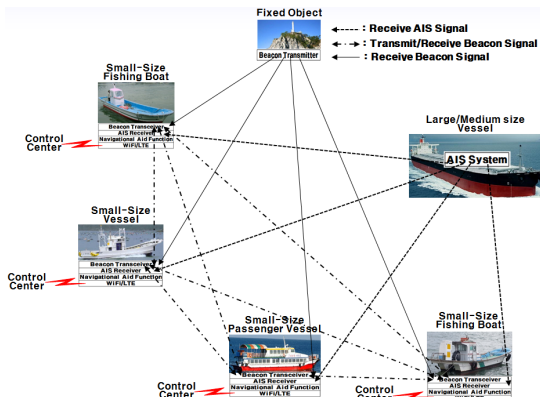 Fixed Object
Beacon Transmitter
: Receive AIS Signal
: Transmit/Receive Beacon Signal
: Receive Beacon Signal
Small-Size
Fishing Boat
Beacon Transceiver
AIS Receiver
Navigational Aid Function
WiFi/LTE
Control
Center
Large/Medium size
Vessel
AIS System
Small-Size
Vessel
Beacon Transceiver
AIS Receiver
Navigational Aid Function
WiFi/LTE
Control
Center
Small-Size
Passenger Vessel
Beacon Transceiver
AIS Receiver
Navigational Aid Function
WiFi/LTE
Control
Center
Small-Size
Fishing Boat
Beacon Transceiver
AIS Receiver
Navigational Aid Function
WiFi/LTE
Control
Center